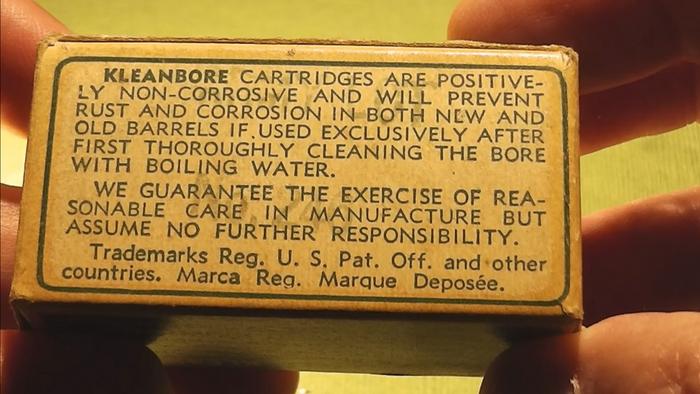 KLEANBORE CARTRIDGES ARE POSITIVE-
LY NON-CORROSIVE AND WILL PREVENT
RUST AND CORROSION IN BOTH NEW AND
OLD BARRELS IF USED EXCLUSIVELY AFTER
FIRST THOROUGHLY CLEANING THE BORE
WITH BOILING WATER.
WE GUARANTEE THE EXERCISE OF REA-
SONABLE CARE IN MANUFACTURE BUT
ASSUME NO FURTHER RESPONSIBILITY.
Trademarks Reg. U. S. Pat. Off. and other
countries. Marca Reg. Marque Deposée.